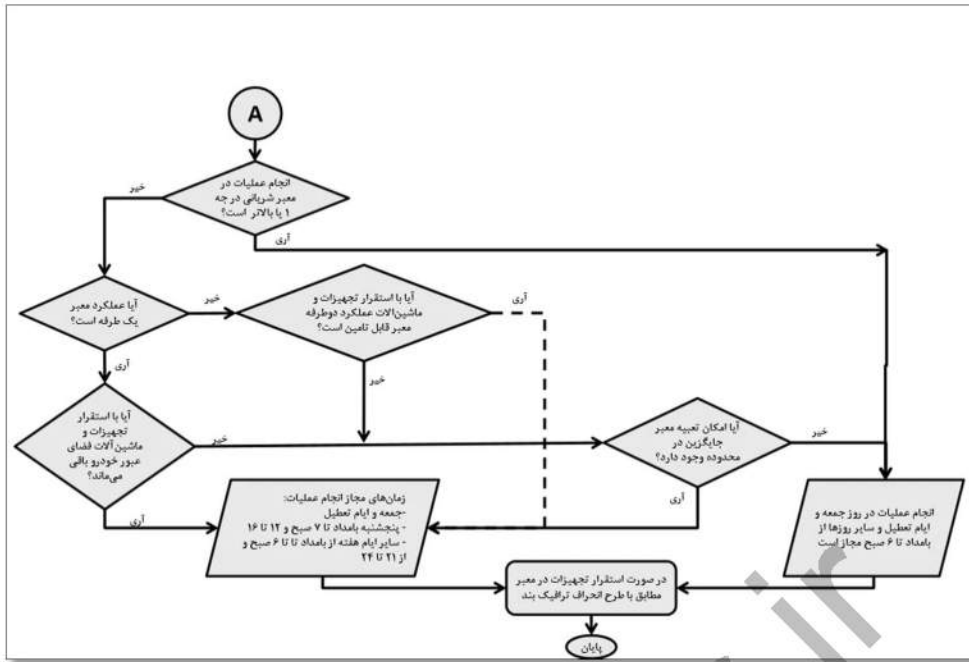 A
انجام عملیات در
معبر شریانی درجه
۱ یا بالاتر است؟
خیر
آری
آیا عملکرد معبر
یک طرفه است؟
خیر
آیا با استقرار تجهیزات و
ماشین‌آلات عملکرد دوطرفه
معبر قابل تامین است؟
آری
آری
خیر
آیا با استقرار
تجهیزات و
ماشین آلات فضای
عبور خودرو باقی
می‌ماند؟
خیر
آیا امکان تعبیه معبر
جایگزین در
محدوده وجود دارد؟
خیر
آری
آری
زمان‌های مجاز انجام عملیات:
-جمعه و ایام تعطیل
- پنجشنبه بامداد تا ۷ صبح و ۱۲ تا ۱۶
- سایر ایام هفته از بامداد تا تا ۶ صبح و
از ۲۱ تا ۲۴
انجام عملیات در روز جمعه و
ایام تعطیل و سایر روزها از
بامداد تا ۶ صبح مجاز است
در صورت استقرار تجهیزات در معبر
مطابق با طرح انحراف ترافیک بند
پایان
.ir